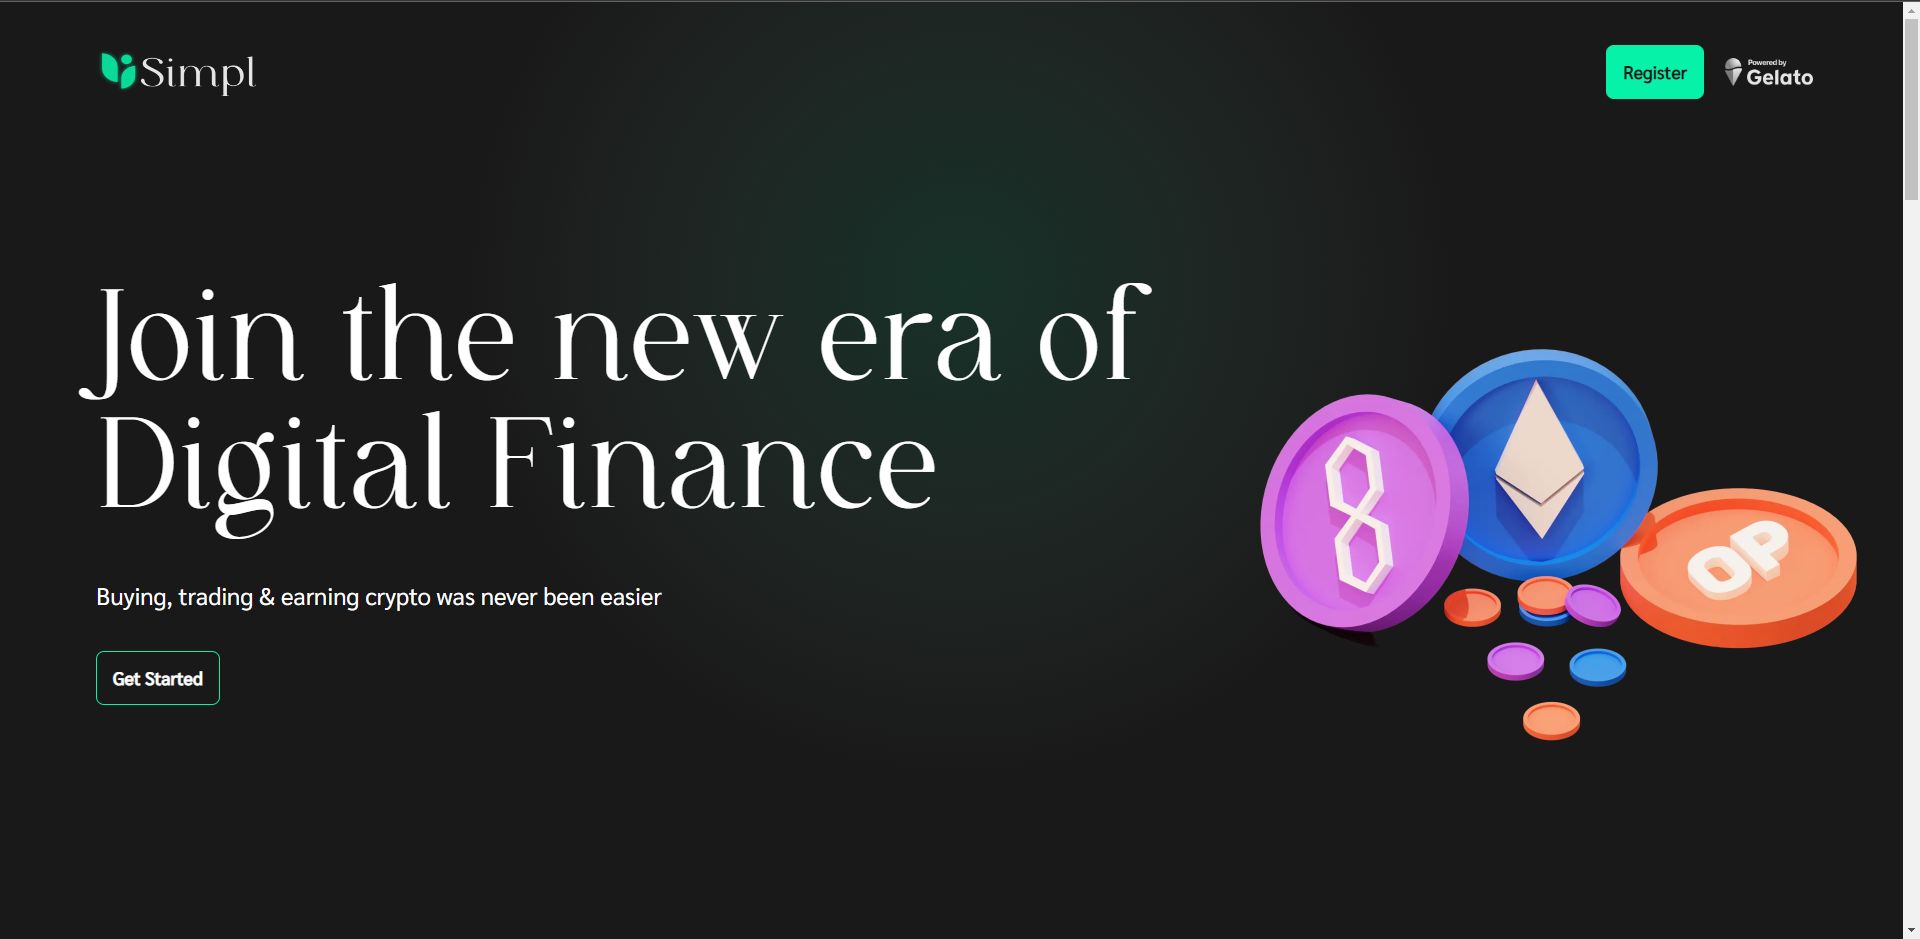 Simpl
Register
Powered by
Gelato
Join the new era of
Digital Finance
Buying, trading & earning crypto was never been easier
Get Started
OP